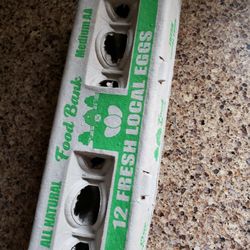 ALL NATURAL
Food Bank
Medium AA
12 FRESH LOCAL EGGS